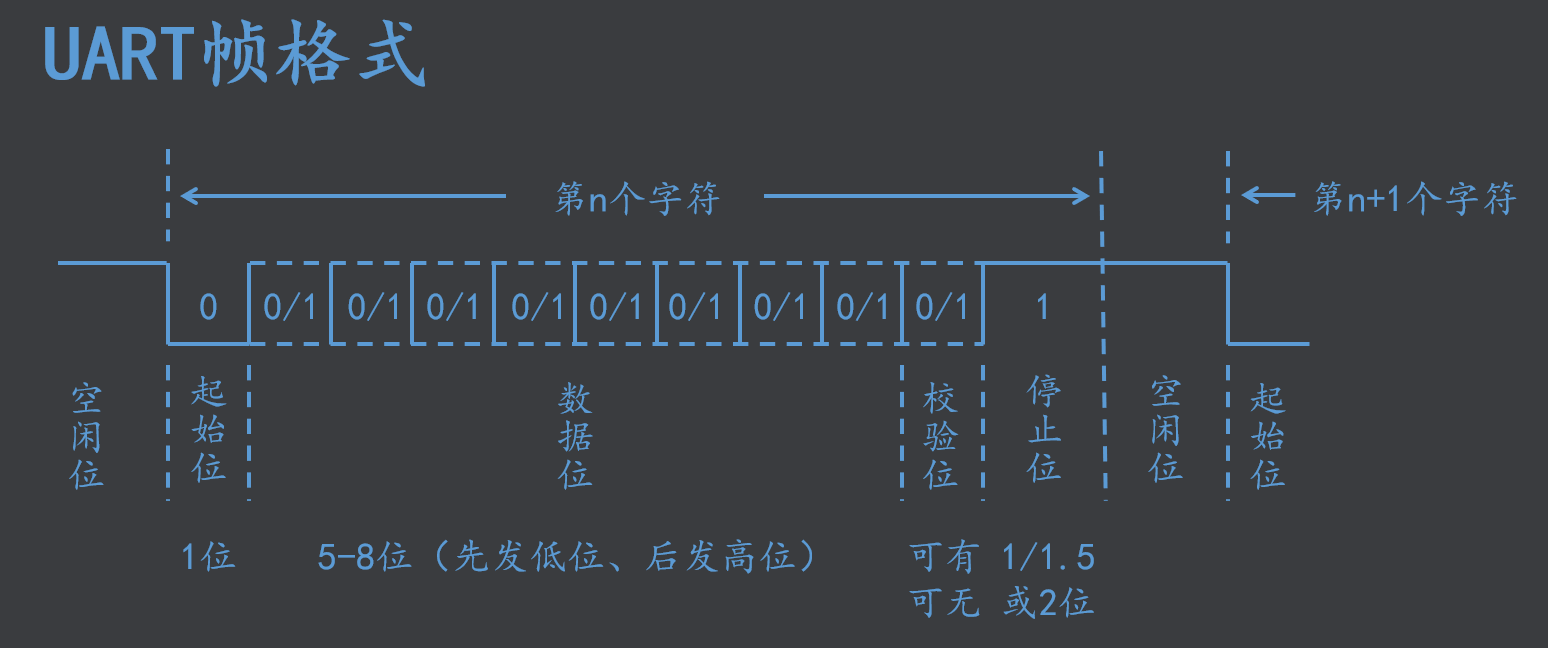 UART帧格式
第n个字符
第n+1个字符
0 0/1 0/1 0/1 0/1 0/1 0/1 0/1 0/1 0/1 1
空闲位
起始位
数据位
校验位
停止位
空闲位
起始位
1位
5-8位（先发低位、后发高位）
可有
可无
1/1.5
或2位